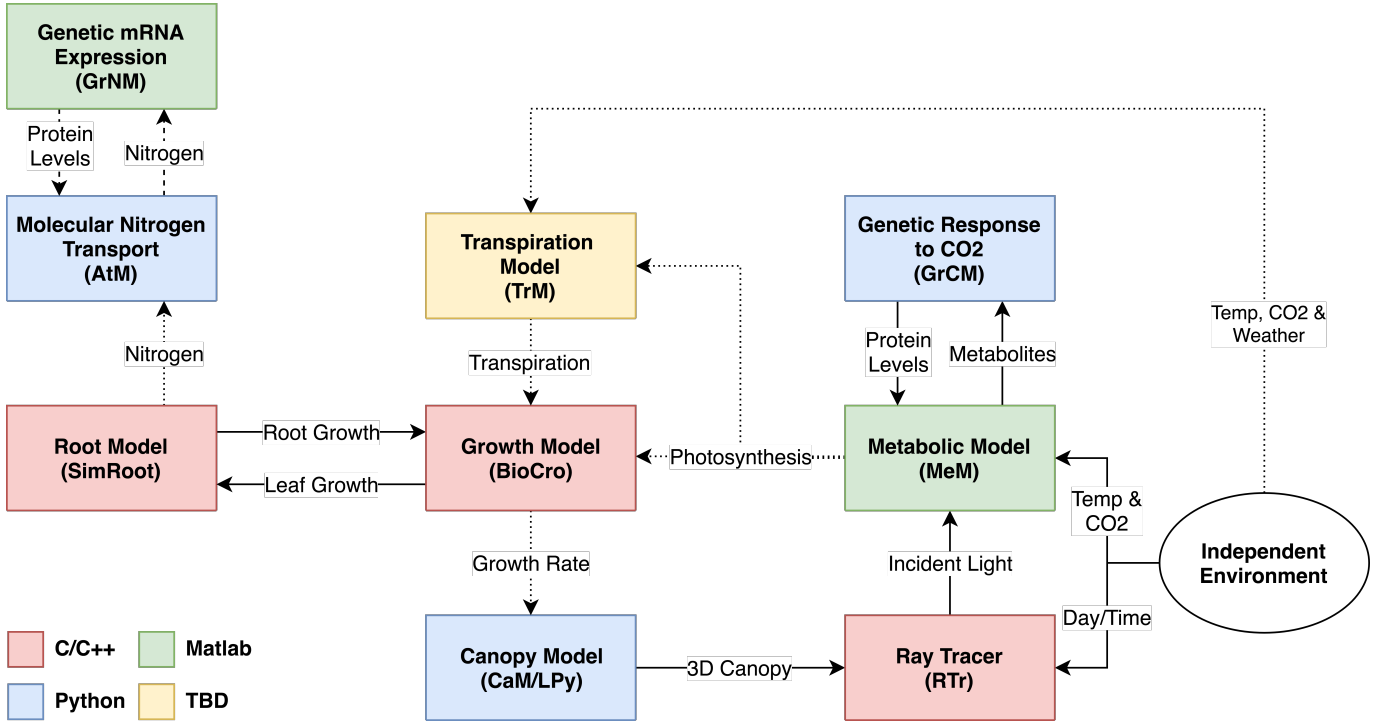 Genetic mRNA
Expression
(GrNM)
Protein
Levels
Nitrogen
Molecular Nitrogen
Transport
(AtM)
Transpiration
Model
(TrM)
Genetic Response
to CO2
(GrCM)
Temp, CO2 &
Weather
Nitrogen
Transpiration
Protein
Levels
Metabolites
Root Model
(SimRoot)
Root Growth
Leaf Growth
Growth Model
(BioCro)
Photosynthesis
Metabolic Model
(MeM)
Temp &
CO2
Growth Rate
Incident Light
Independent
Environment
Day/Time
C/C++
Matlab
Python
TBD
Canopy Model
(CaM/LPy)
3D Canopy
Ray Tracer
(RTr)